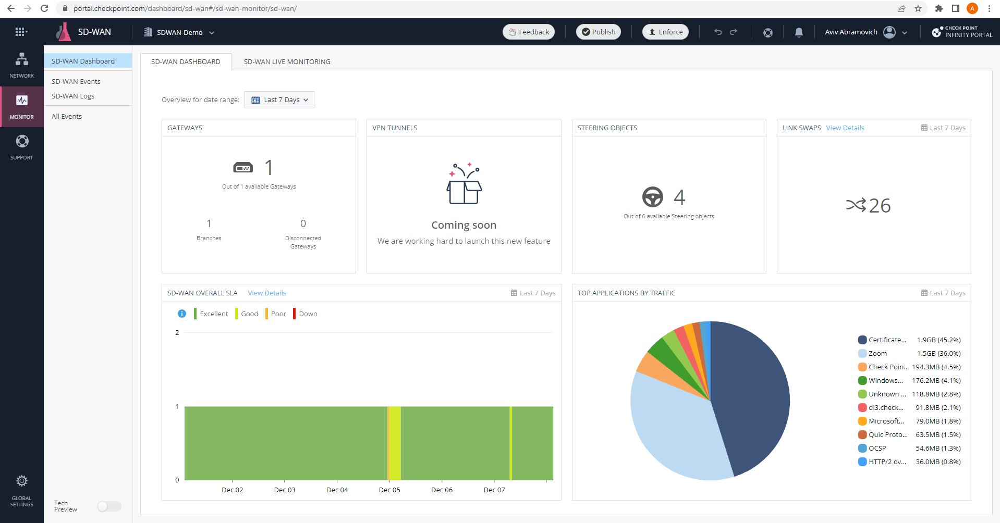 portal.checkpoint.com/dashboard/sd-wan#/sd-wan-monitor/sd-wan/
A
SD-WAN
SDWAN-Demo
Feedback
Publish
Enforce
Aviv Abramovich
CHECK POINT
INFINITY PORTAL
NETWORK
MONITOR
SUPPORT
GLOBAL
SETTINGS
SD-WAN Dashboard
SD-WAN Events
SD-WAN Logs
All Events
Tech
Preview
SD-WAN DASHBOARD
SD-WAN LIVE MONITORING
Overview for date range:
Last 7 Days
GATEWAYS
1
Out of 1 available Gateways
1
Branches
0
Disconnected
Gateways
VPN TUNNELS
Coming soon
We are working hard to launch this new feature
STEERING OBJECTS
4
Out of 6 available Steering objects
LINK SWAPS View Details Last 7 Days
26
SD-WAN OVERALL SLA View Details Last 7 Days
i Excellent Good Poor Down
2
1
0
Dec 02 Dec 03 Dec 04 Dec 05 Dec 06 Dec 07
TOP APPLICATIONS BY TRAFFIC Last 7 Days
Certificate... 1.9GB (45.2%)
Zoom 1.5GB (36.0%)
Check Poin... 194.3MB (4.5%)
Windows... 176.2MB (4.1%)
Unknown ... 118.8MB (2.8%)
dl3.check... 91.8MB (2.1%)
Microsoft... 79.0MB (1.8%)
Quic Proto... 63.5MB (1.5%)
OCSP 54.6MB (1.3%)
HTTP/2 ov... 36.0MB (0.8%)